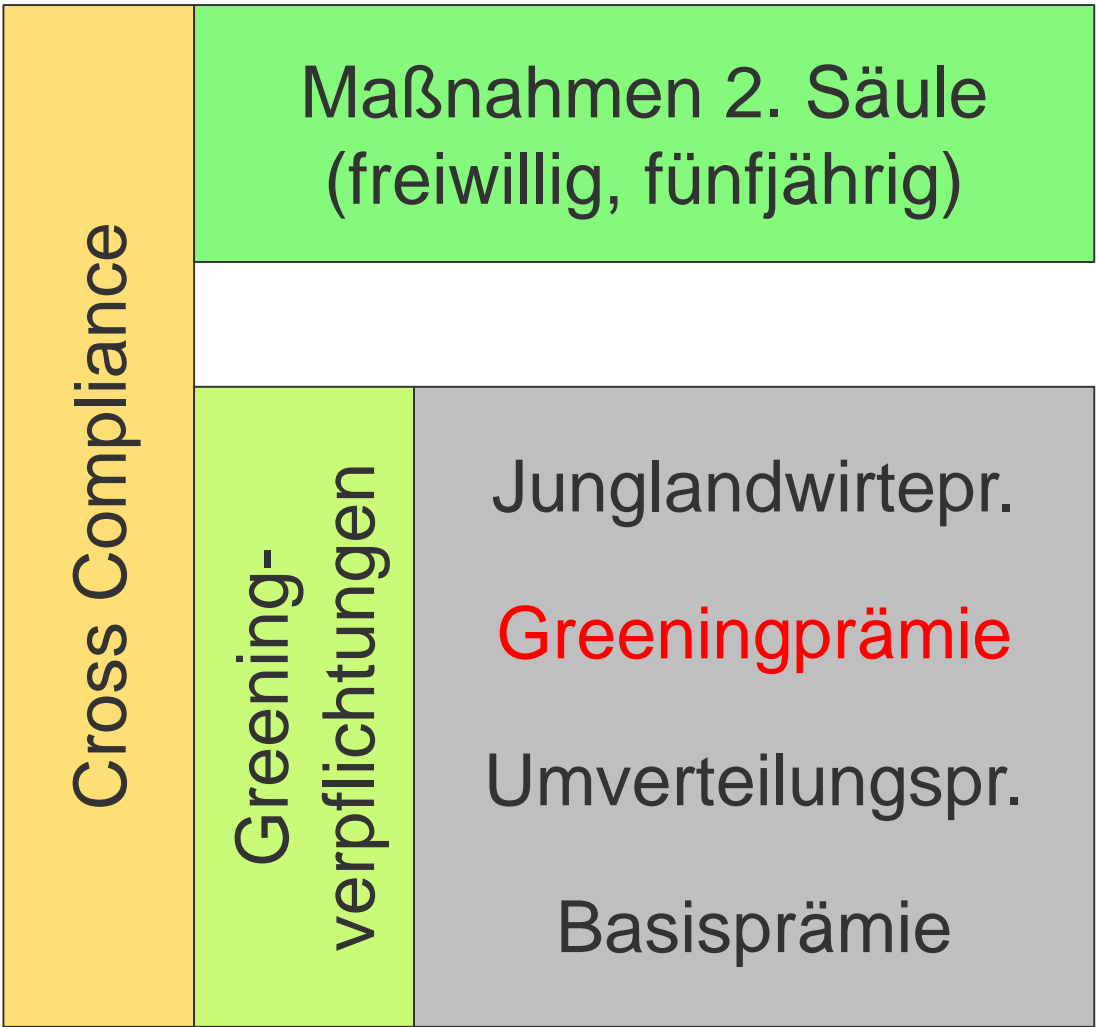 Cross Compliance
Maßnahmen 2. Säule
(freiwillig, fünfjährig)
Greening-
verpflichtungen
Junglandwirtepr.
Greeningprämie
Umverteilungspr.
Basisprämie